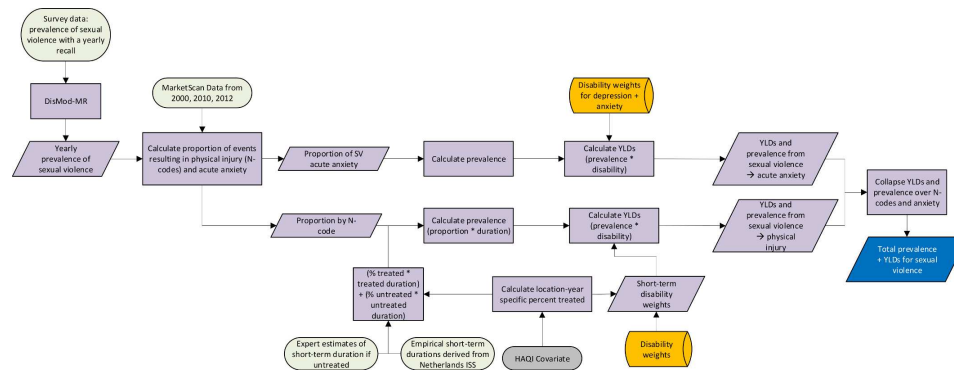 Survey data:
prevalence of sexual
violence with a yearly
recall
DisMod-MR
Yearly
prevalence of
sexual violence
MarketScan Data from
2000, 2010, 2012
Calculate proportion of events
resulting in physical injury (N-
codes) and acute anxiety
Proportion of SV
acute anxiety
Calculate prevalence
Disability weights
for depression +
anxiety
Calculate YLDs
(prevalence *
disability)
YLDs and
prevalence from
sexual violence
→ acute anxiety
Proportion by N-
code
Calculate prevalence
(proportion * duration)
Calculate YLDs
(prevalence *
disability)
YLDs and
prevalence from
sexual violence
→ physical
injury
Collapse YLDs and
prevalence over N-
codes and anxiety
Total prevalence
+ YLDs for sexual
violence
(% treated *
treated duration)
+ (% untreated *
untreated
duration)
Calculate location-year
specific percent treated
Short-term
disability
weights
Expert estimates of
short-term duration if
untreated
Empirical short-term
durations derived from
Netherlands ISS
HAQI Covariate
Disability
weights